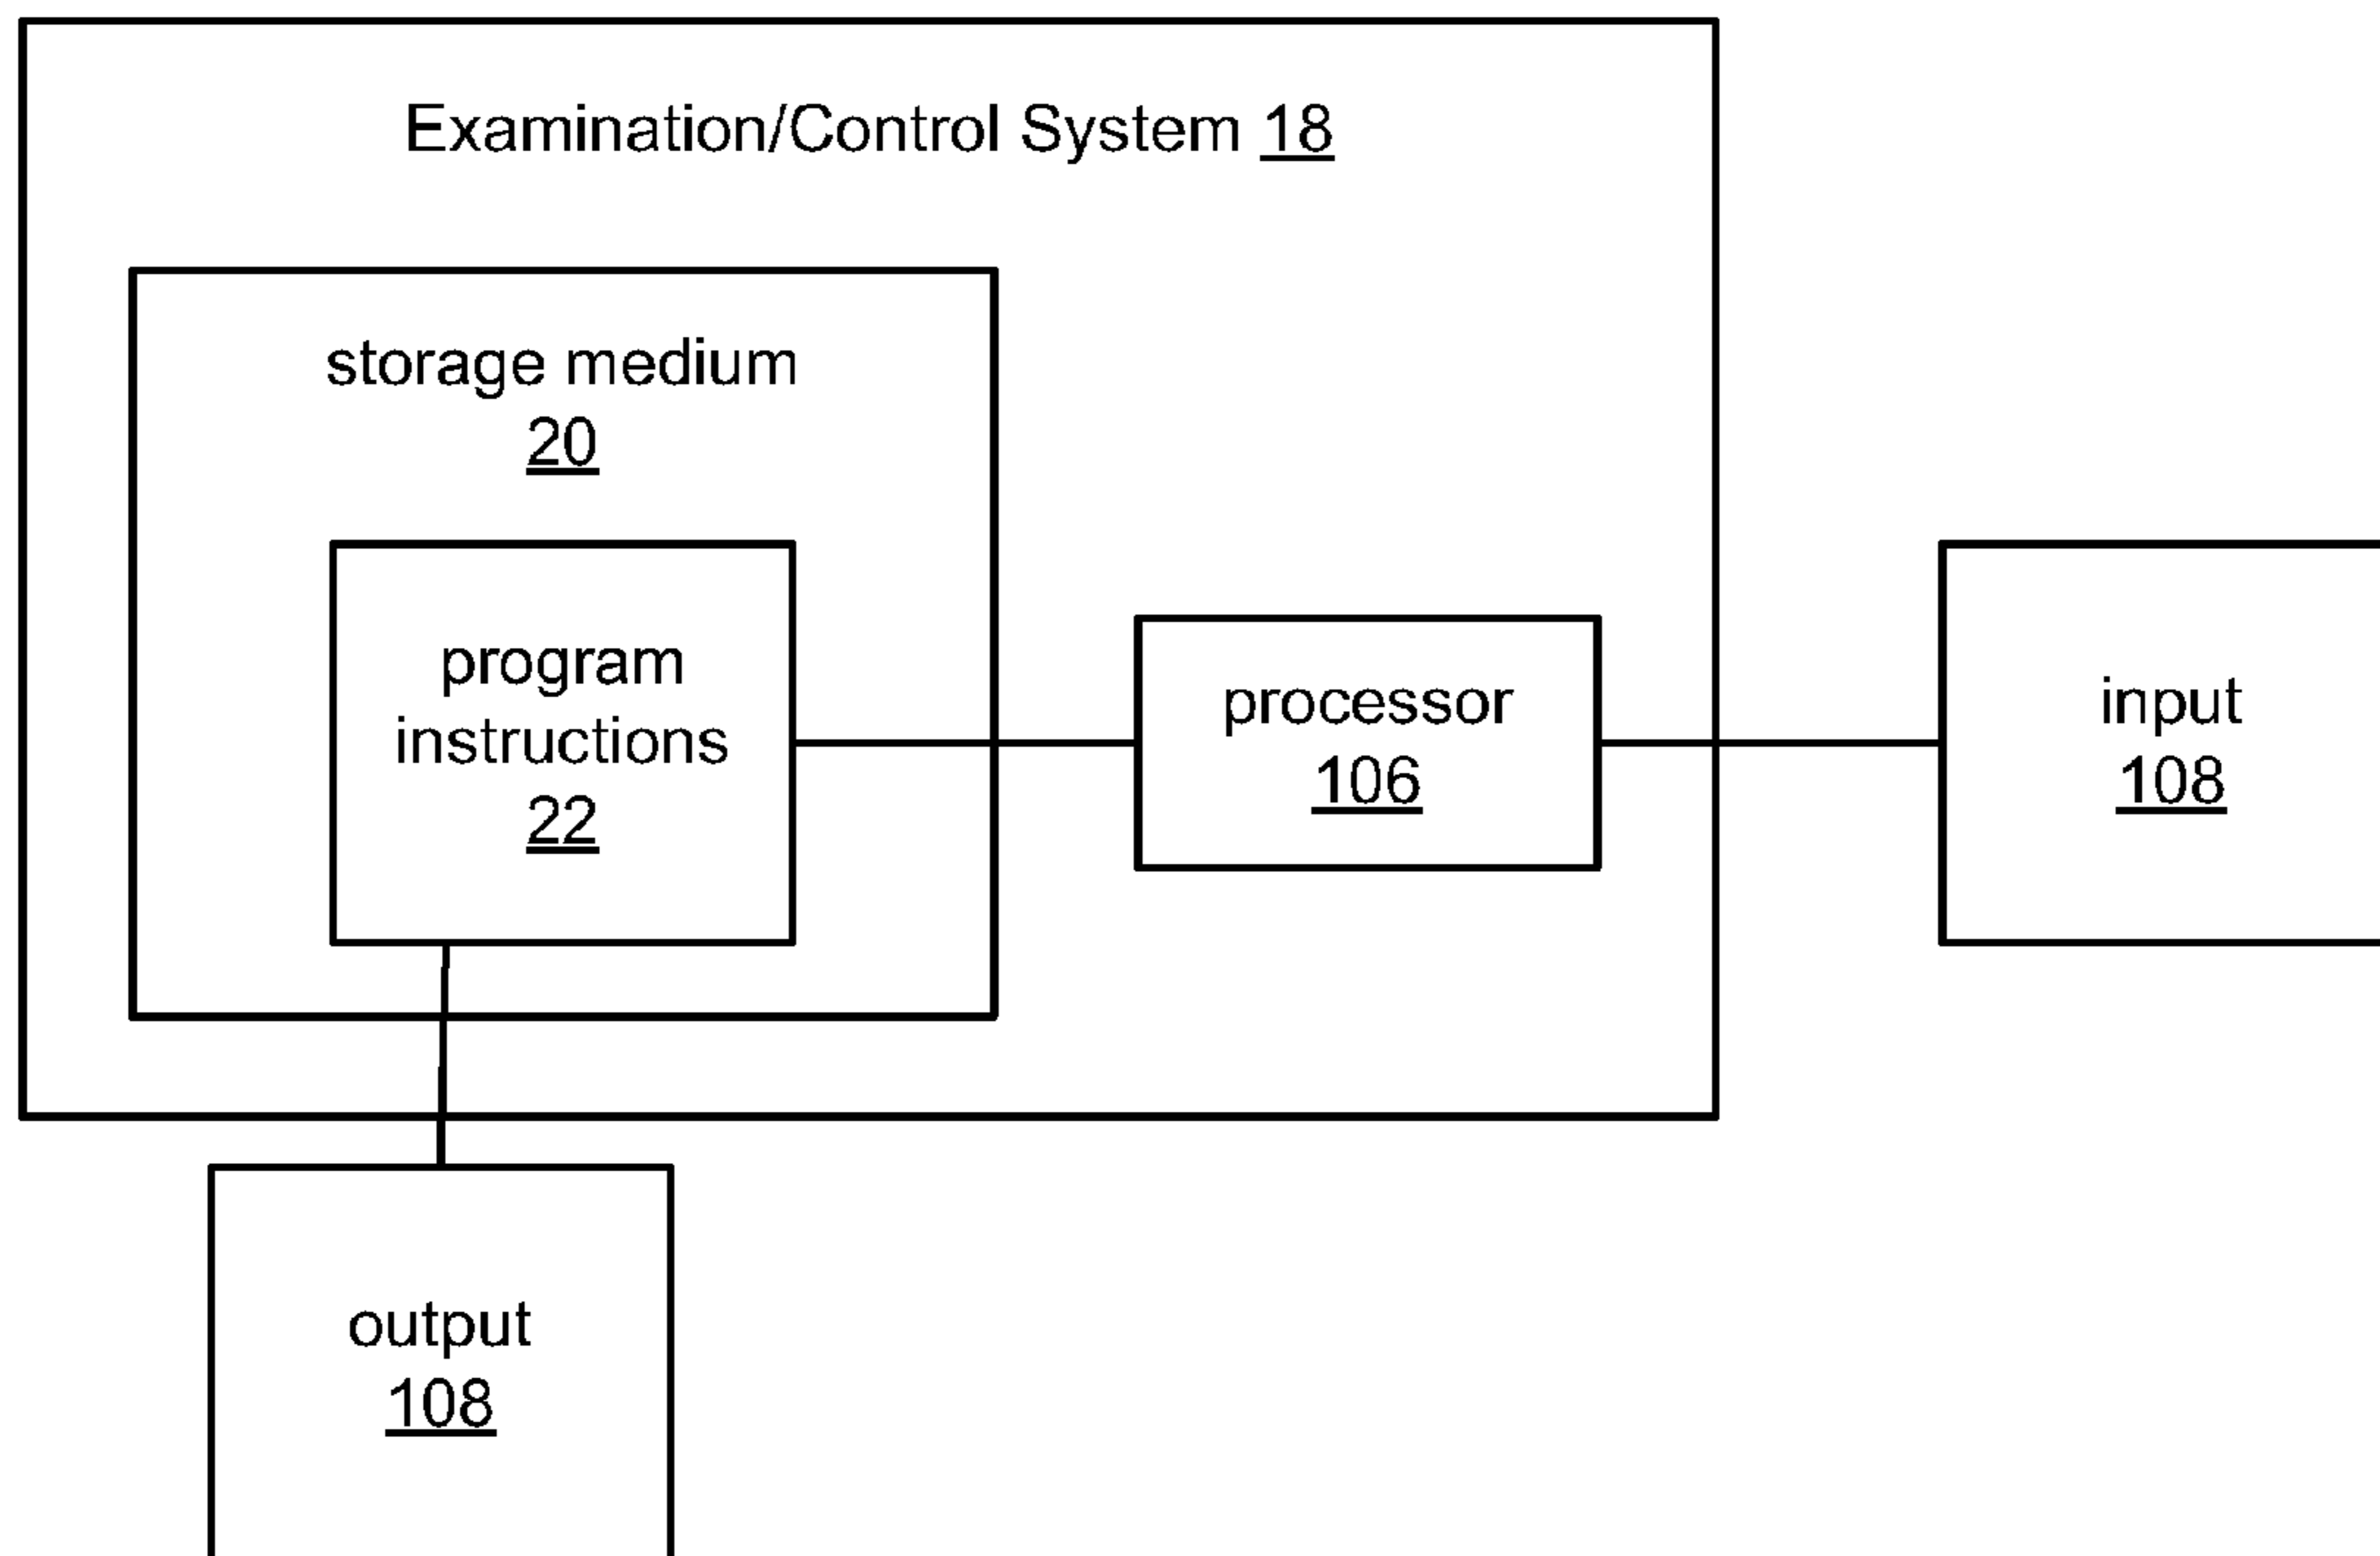 Examination/Control System 18
storage medium
20
program
instructions
22
processor
106
input
108
output
108